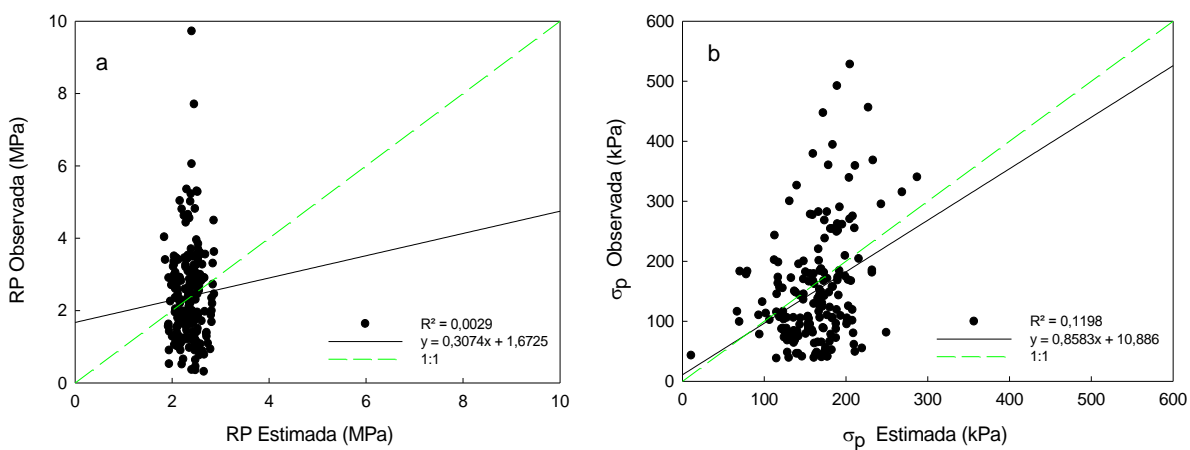 a
10
8
6
4
2
0
RP Observada (MPa)
R² = 0,0029
y = 0,3074x + 1,6725
1:1
0 2 4 6 8 10
RP Estimada (MPa)
b
600
500
400
300
200
100
0
σp Observada (kPa)
R² = 0,1198
y = 0,8583x + 10,886
1:1
0 100 200 300 400 500 600
σp Estimada (kPa)